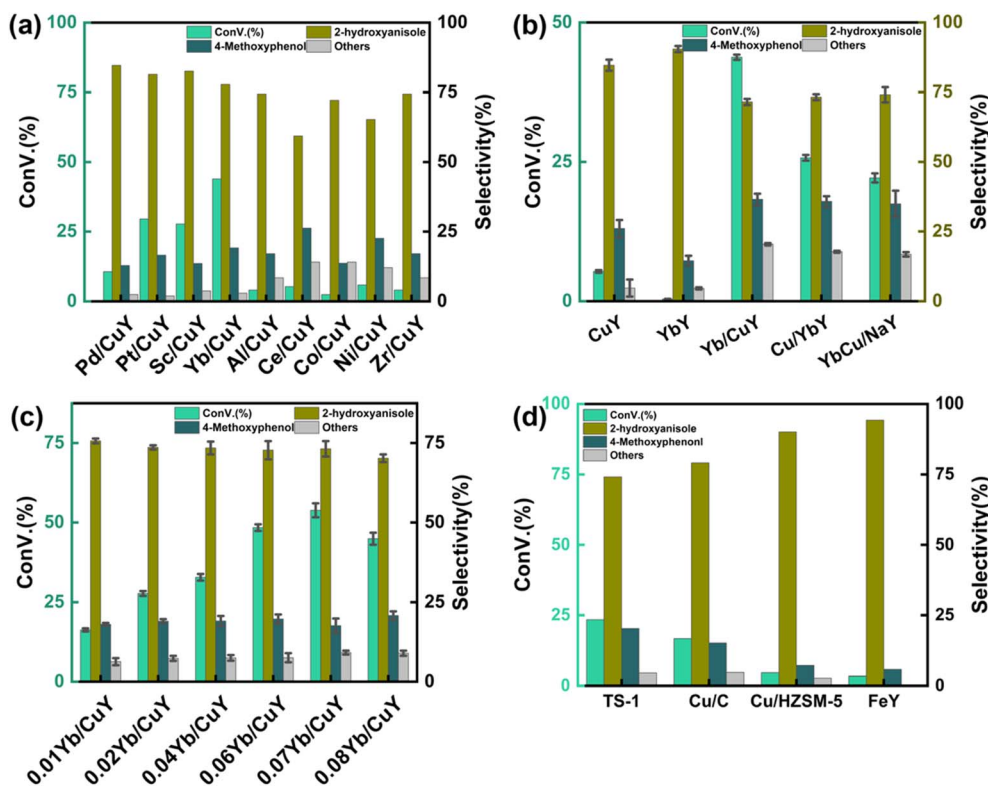 (a)
ConV.(%) 2-hydroxyanisole
4-Methoxyphenol Others
100 75 50 25 0
ConV.(%)
100 75 50 25 0
Selectivity(%)
Pd/CuY Pt/CuY Sc/CuY Yb/CuY Al/CuY Ce/CuY Co/CuY Ni/CuY Zr/CuY
(b)
ConV.(%) 2-hydroxyanisole
4-Methoxyphenol Others
50 25 0
ConV.(%)
100 75 50 25 0
Selectivity(%)
CuY YbY Yb/CuY Cu/YbY YbCu/NaY
(c)
ConV.(%) 2-hydroxyanisole
4-Methoxyphenol Others
75 50 25 0
ConV.(%)
75 50 25 0
Selectivity(%)
0.01Yb/CuY 0.02Yb/CuY 0.04Yb/CuY 0.06Yb/CuY 0.07Yb/CuY 0.08Yb/CuY
(d)
ConV.(%)
2-hydroxyanisole
4-Methoxyphenonl
Others
100 75 50 25 0
ConV.(%)
100 75 50 25 0
Selectivity(%)
TS-1 Cu/C Cu/HZSM-5 FeY